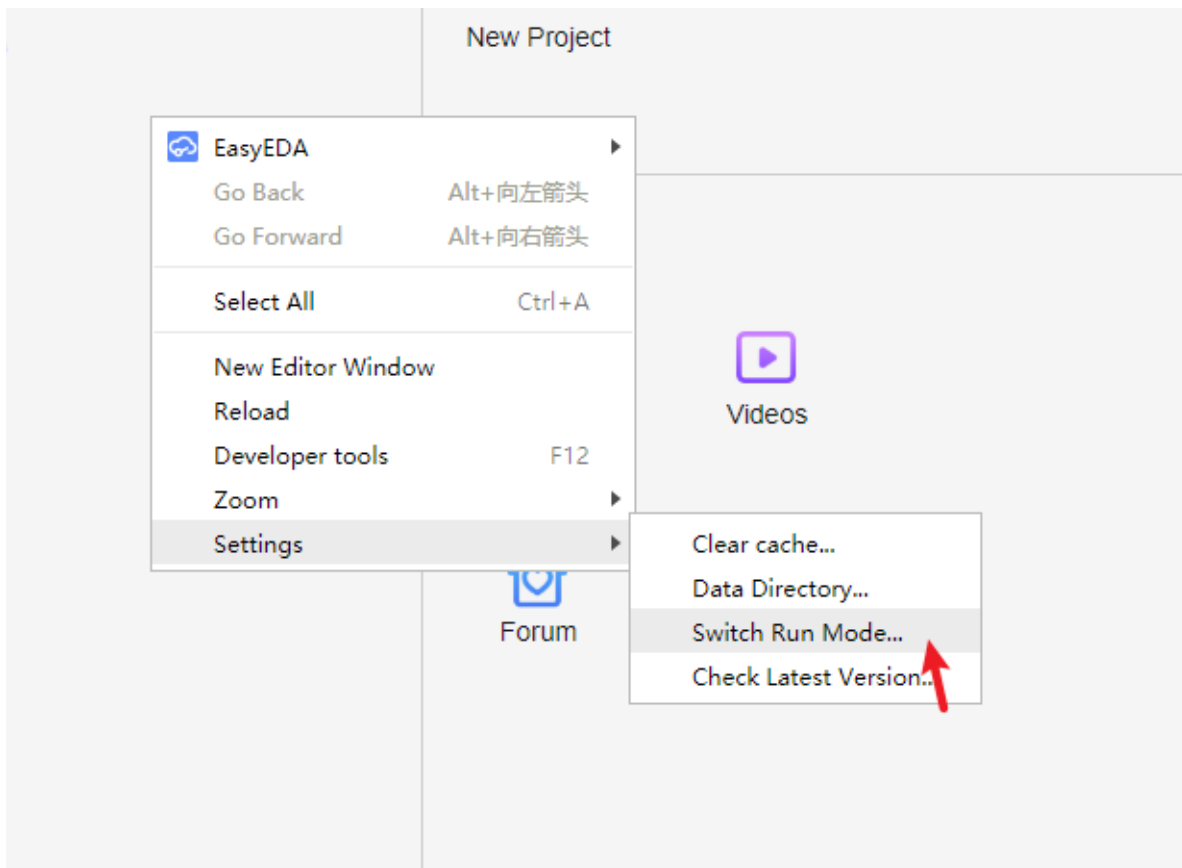 New Project
EasyEDA
Go Back Alt+向左箭头
Go Forward Alt+向右箭头
Select All Ctrl+A
New Editor Window
Reload
Developer tools F12
Zoom
Settings
Videos
Forum
Clear cache...
Data Directory...
Switch Run Mode...
Check Latest Version..